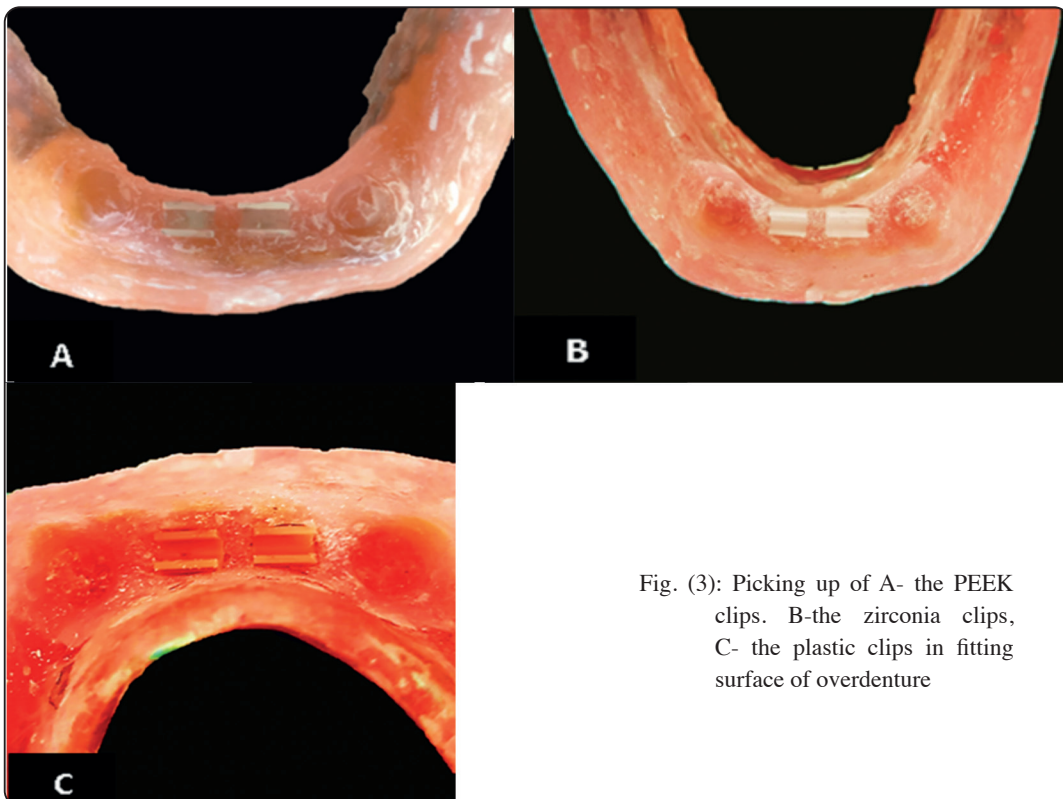 A
B
C
Fig. (3): Picking up of A- the PEEK
clips. B-the zirconia clips,
C- the plastic clips in fitting
surface of overdenture